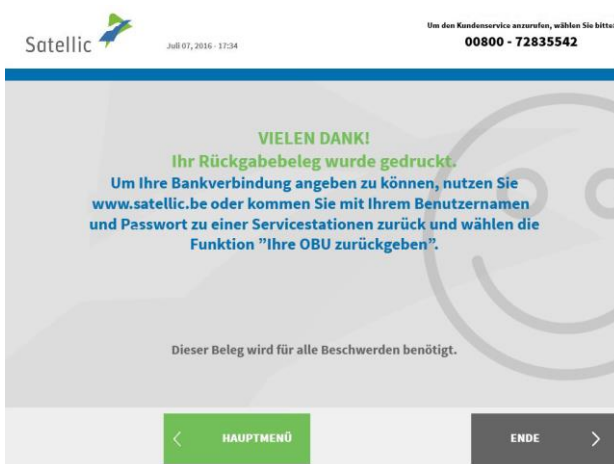 Satellic
Juli 07, 2016 - 17:34
Um den Kundenservice anzurufen, wählen Sie bitte:
00800 - 72835542
VIELEN DANK!
Ihr Rückgabebeleg wurde gedruckt.
Um Ihre Bankverbindung angeben zu können, nutzen Sie
www.satellic.be oder kommen Sie mit Ihrem Benutzernamen
und Passwort zu einer Servicestationen zurück und wählen die
Funktion ”Ihre OBU zurückgeben”.
Dieser Beleg wird für alle Beschwerden benötigt.
HAUPTMENÜ
ENDE